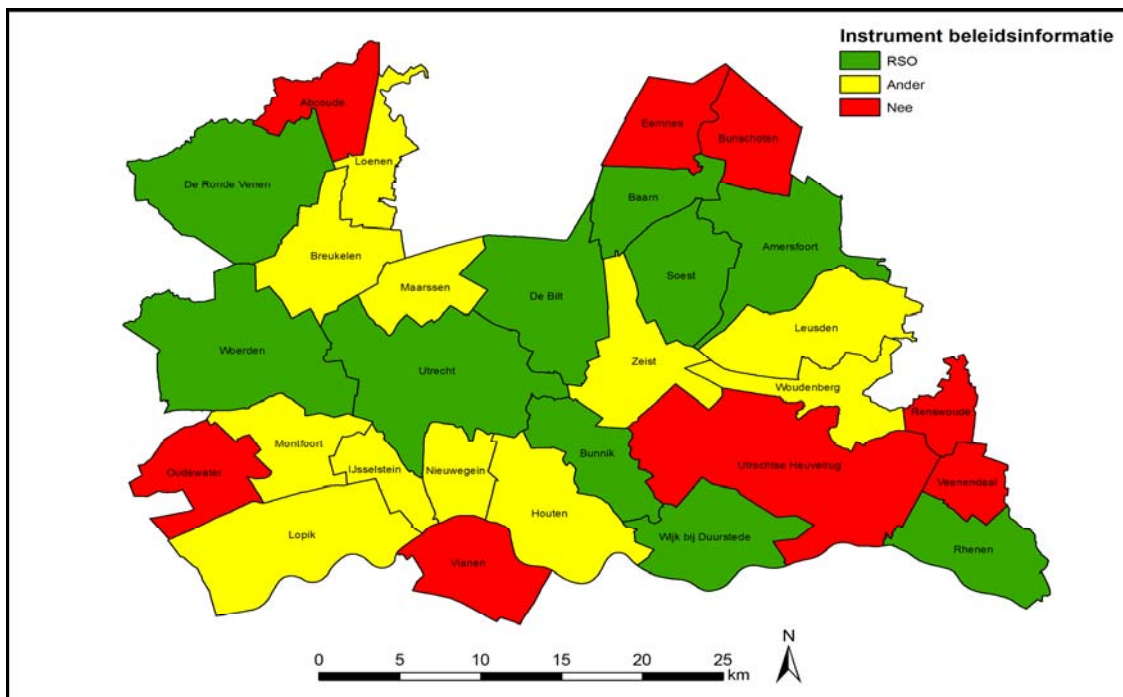 Instrument beleidsinformatie
RSO
Ander
Nee
Abcoude
Loenen
De Ronde Venen
Eemnes
Bunschoten
Baarn
Breukelen
Amersfoort
Soest
Maarssen
De Bilt
Leusden
Woerden
Zeist
Utrecht
Woudenberg
Renswoude
Montfoort
Oudewater
IJsselstein
Nieuwegein
Bunnik
Utrechtse Heuvelrug
Veenendaal
Houten
Lopik
Wijk bij Duurstede
Rhenen
Vianen
N
0 5 10 15 20 25
km